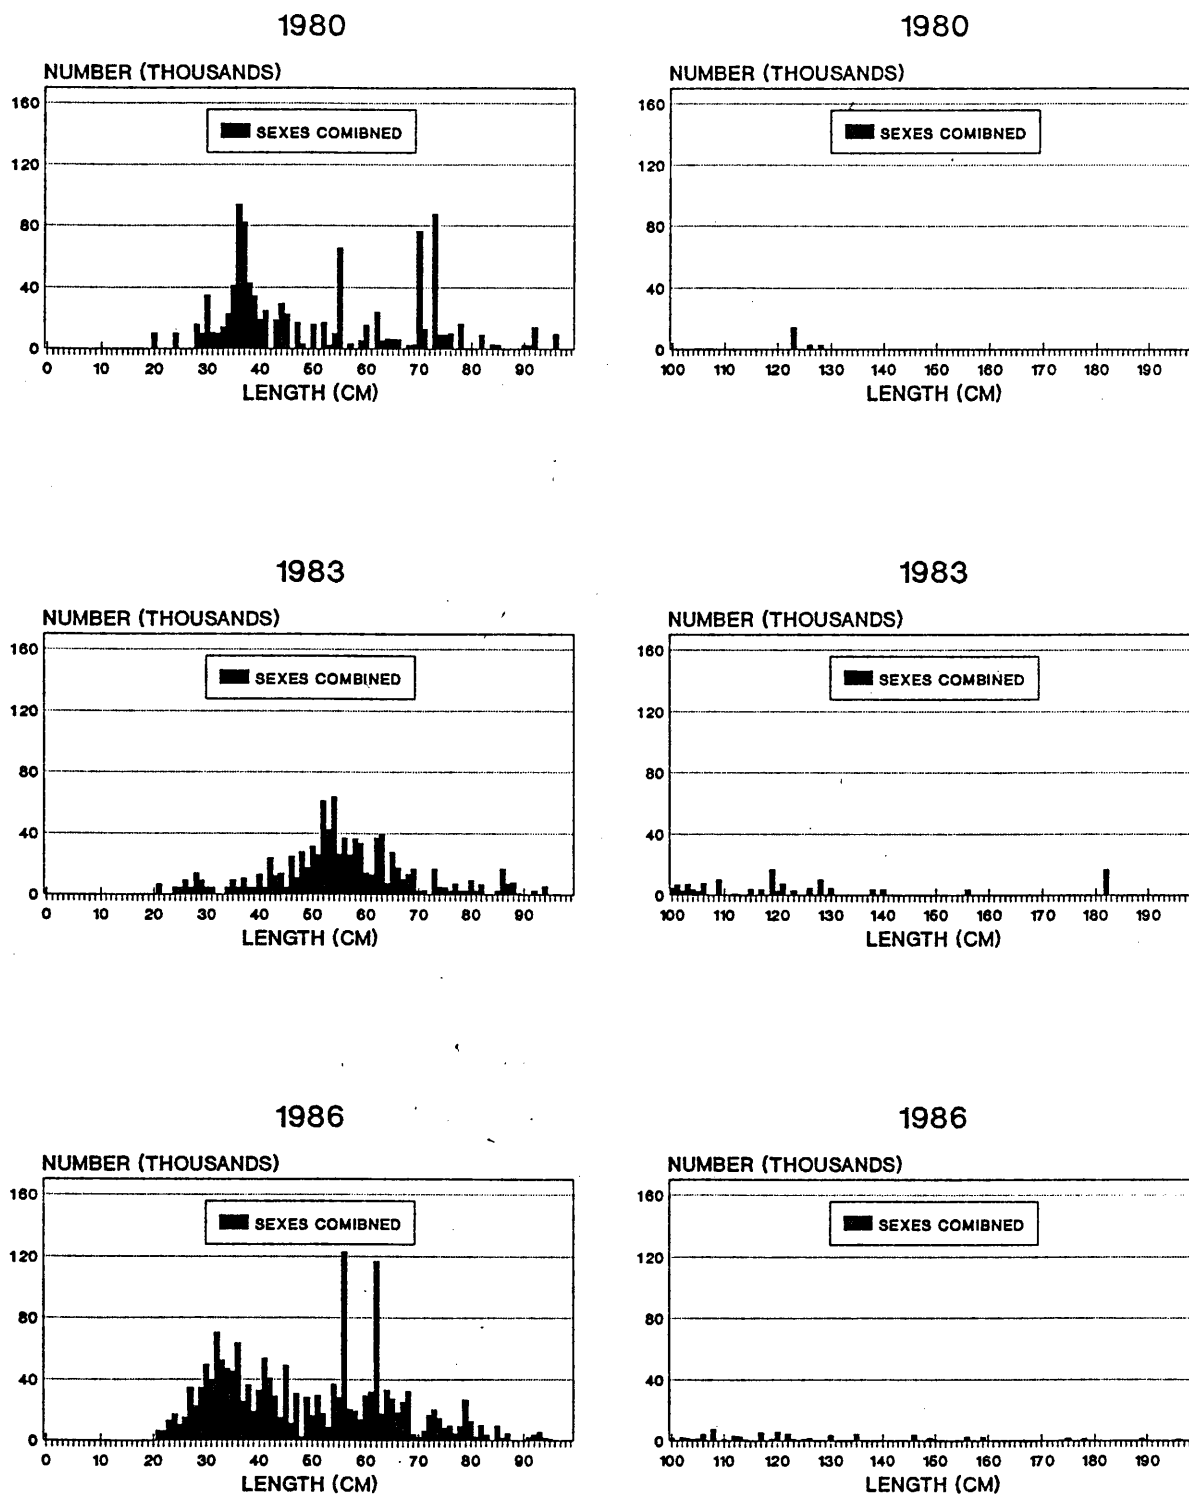 1980
NUMBER (THOUSANDS)
160
120
80
40
0
SEXES COMIBNED
0 10 20 30 40 50 60 70 80 90
LENGTH (CM)
1980
NUMBER (THOUSANDS)
160
120
80
40
0
SEXES COMBINED
100 110 120 130 140 150 160 170 180 190
LENGTH (CM)
1983
NUMBER (THOUSANDS)
160
120
80
40
0
SEXES COMBINED
0 10 20 30 40 50 60 70 80 90
LENGTH (CM)
1983
NUMBER (THOUSANDS)
160
120
80
40
0
SEXES COMBINED
100 110 120 130 140 150 160 170 180 190
LENGTH (CM)
1986
NUMBER (THOUSANDS)
160
120
80
40
0
SEXES COMIBNED
0 10 20 30 40 50 60 70 80 90
LENGTH (CM)
1986
NUMBER (THOUSANDS)
160
120
80
40
0
SEXES COMIBNED
100 110 120 130 140 150 160 170 180 190
LENGTH (CM)